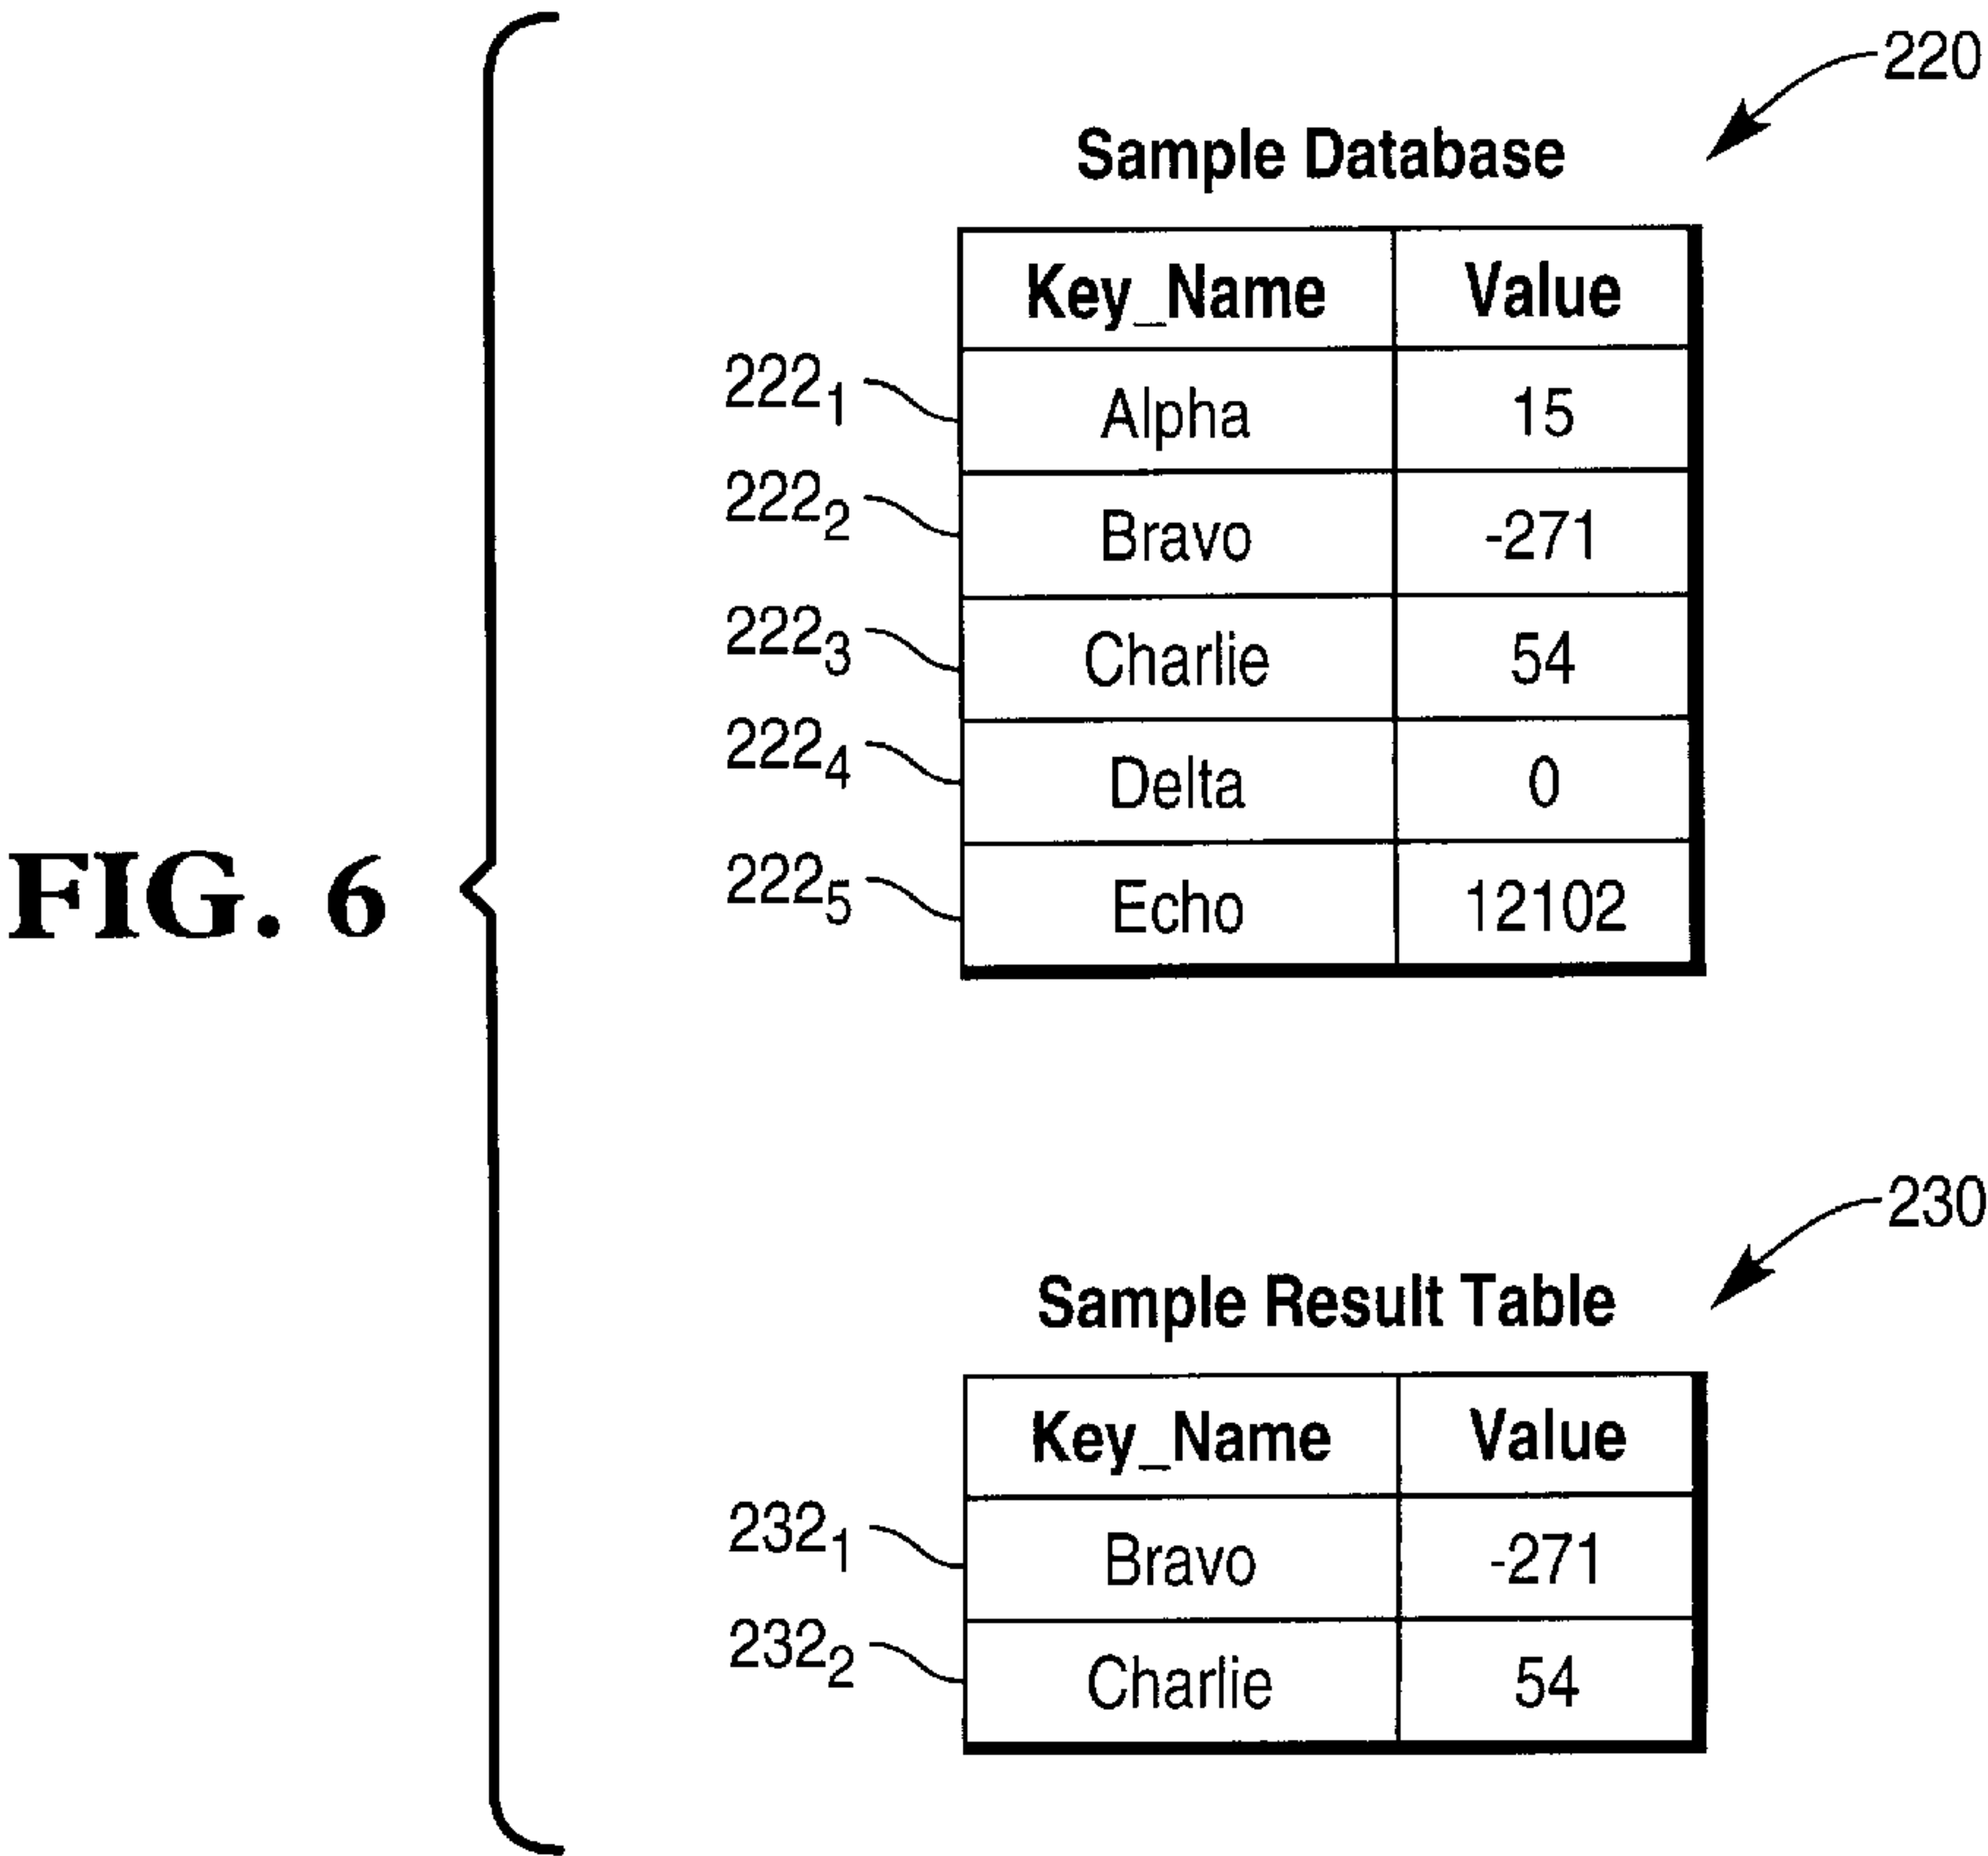 220
Sample Database
Key_Name Value
222₁ Alpha 15
222₂ Bravo -271
222₃ Charlie 54
222₄ Delta 0
FIG. 6
222₅ Echo 12102
230
Sample Result Table
Key_Name Value
232₁ Bravo -271
232₂ Charlie 54